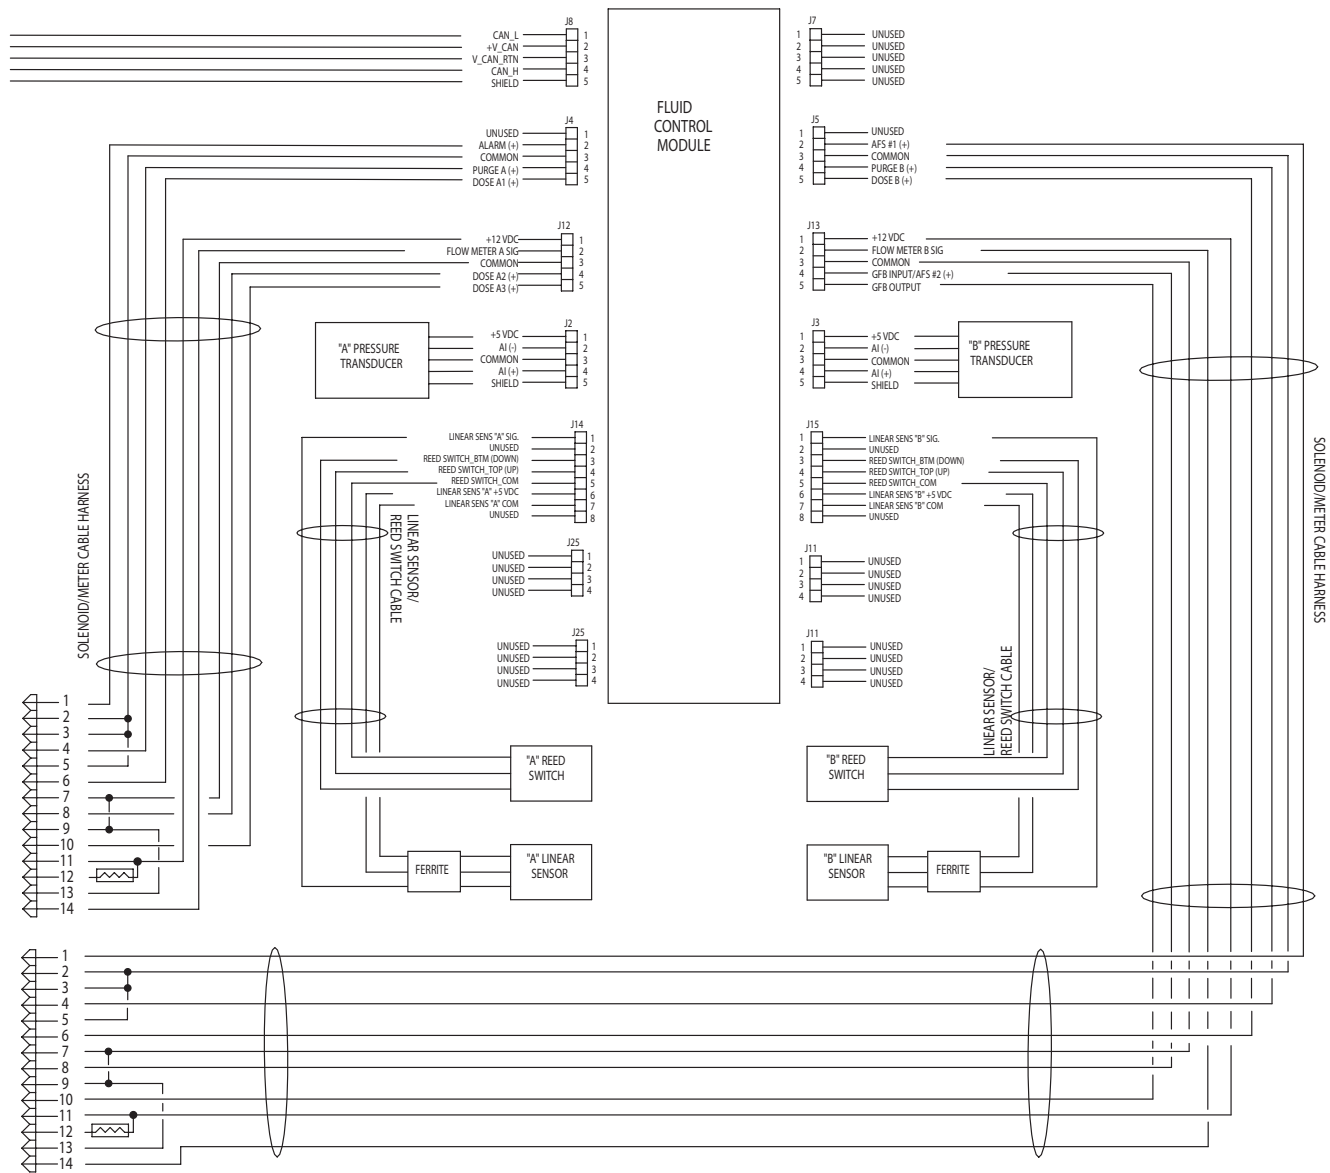 J8
CAN_L 1
+V_CAN 2
V_CAN_RTN 3
CAN_H 4
SHIELD 5
J4
UNUSED 1
ALARM (+) 2
COMMON 3
PURGE A (+) 4
DOSE A1 (+) 5
J12
+12 VDC 1
FLOW METER A SIG 2
COMMON 3
DOSE A2 (+) 4
DOSE A3 (+) 5
J2
+5 VDC 1
AI (-) 2
COMMON 3
AI (+) 4
SHIELD 5
"A" PRESSURE
TRANSDUCER
J14
LINEAR SENS "A" SIG. 1
UNUSED 2
REED SWITCH_BTM (DOWN) 3
REED SWITCH_TOP (UP) 4
REED SWITCH_COM 5
LINEAR SENS "A" +5 VDC 6
LINEAR SENS "A" COM 7
UNUSED 8
J25
UNUSED 1
UNUSED 2
UNUSED 3
UNUSED 4
J25
UNUSED 1
UNUSED 2
UNUSED 3
UNUSED 4
FLUID
CONTROL
MODULE
J7
1 UNUSED
2 UNUSED
3 UNUSED
4 UNUSED
5 UNUSED
J5
1 UNUSED
2 AFS #1 (+)
3 COMMON
4 PURGE B (+)
5 DOSE B (+)
J13
1 +12 VDC
2 FLOW METER B SIG
3 COMMON
4 GFB INPUT/AFS #2 (+)
5 GFB OUTPUT
J3
1 +5 VDC
2 AI (-)
3 COMMON
4 AI (+)
5 SHIELD
"B" PRESSURE
TRANSDUCER
J15
1 LINEAR SENS "B" SIG.
2 UNUSED
3 REED SWITCH_BTM (DOWN)
4 REED SWITCH_TOP (UP)
5 REED SWITCH_COM
6 LINEAR SENS "B" +5 VDC
7 LINEAR SENS "B" COM
8 UNUSED
J11
1 UNUSED
2 UNUSED
3 UNUSED
4 UNUSED
J11
1 UNUSED
2 UNUSED
3 UNUSED
4 UNUSED
SOLENOID/METER CABLE HARNESS
LINEAR SENSOR/
REED SWITCH CABLE
LINEAR SENSOR/
REED SWITCH CABLE
SOLENOID/METER CABLE HARNESS
"A" REED
SWITCH
"B" REED
SWITCH
FERRITE
"A" LINEAR
SENSOR
"B" LINEAR
SENSOR
FERRITE
1
2
3
4
5
6
7
8
9
10
11
12
13
14
1
2
3
4
5
6
7
8
9
10
11
12
13
14